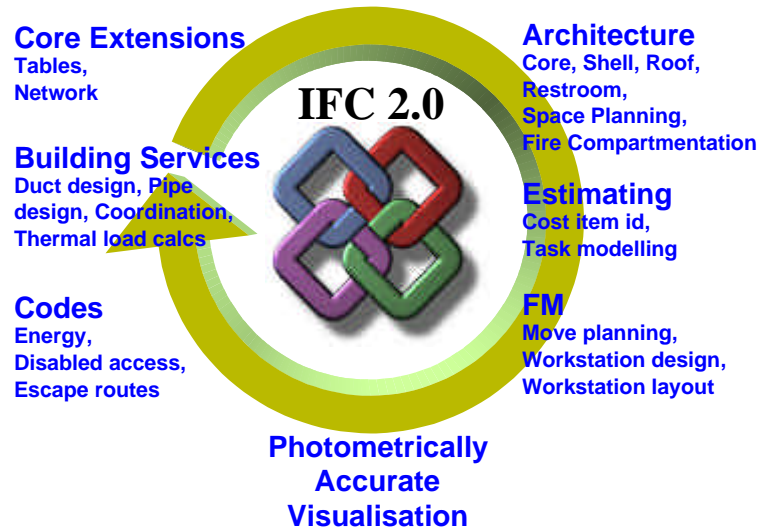 Core Extensions
Tables,
Network
Building Services
Duct design, Pipe
design, Coordination,
Thermal load calcs
Codes
Energy,
Disabled access,
Escape routes
IFC 2.0
Architecture
Core, Shell, Roof,
Restroom,
Space Planning,
Fire Compartmentation
Estimating
Cost item id,
Task modelling
FM
Move planning,
Workstation design,
Workstation layout
Photometrically
Accurate
Visualisation